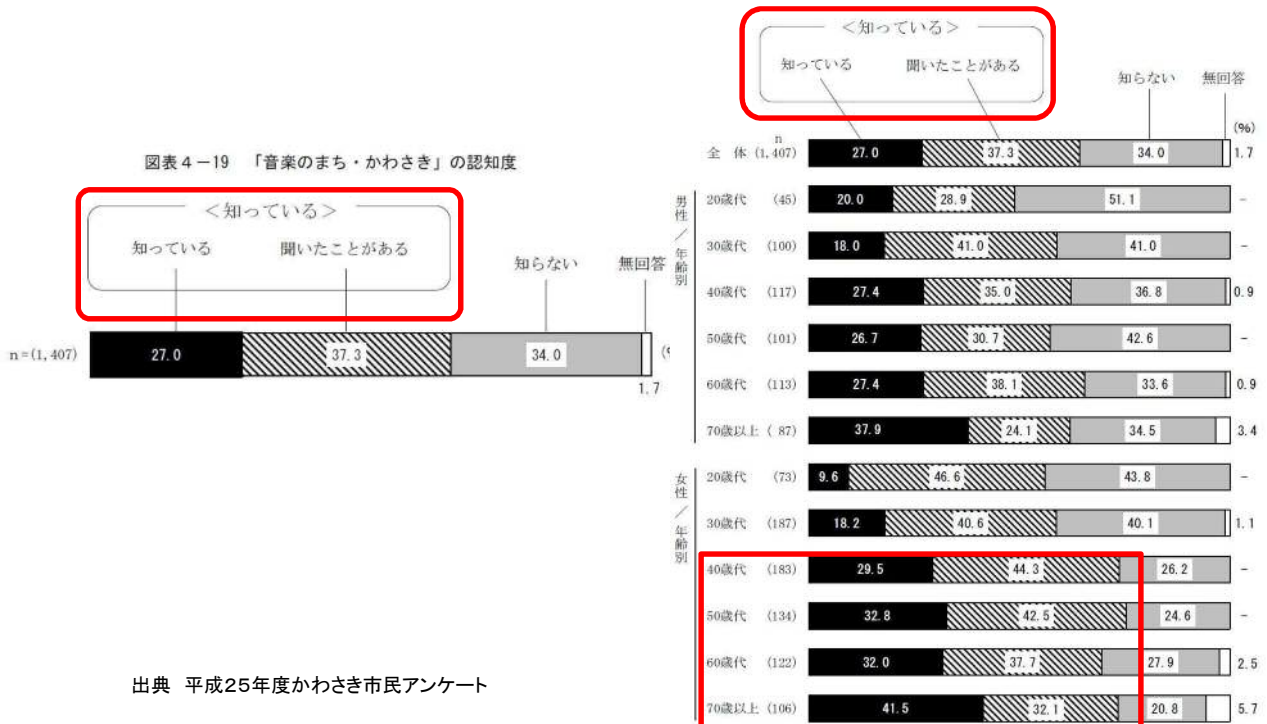 図表4－19 「音楽のまち・かわさき」の認知度
＜知っている＞
知っている 聞いたことがある 知らない 無回答
n=(1,407) 27.0 37.3 34.0 (
1.7
出典 平成２５年度かわさき市民アンケート
＜知っている＞
知っている 聞いたことがある 知らない 無回答
n (%)
全 体 (1,407) 27.0 37.3 34.0 1.7
男性／年齢別
20歳代 (45) 20.0 28.9 51.1 -
30歳代 (100) 18.0 41.0 41.0 -
40歳代 (117) 27.4 35.0 36.8 0.9
50歳代 (101) 26.7 30.7 42.6 -
60歳代 (113) 27.4 38.1 33.6 0.9
70歳以上 ( 87) 37.9 24.1 34.5 3.4
女性／年齢別
20歳代 (73) 9.6 46.6 43.8 -
30歳代 (187) 18.2 40.6 40.1 1.1
40歳代 (183) 29.5 44.3 26.2 -
50歳代 (134) 32.8 42.5 24.6 -
60歳代 (122) 32.0 37.7 27.9 2.5
70歳以上 (106) 41.5 32.1 20.8 5.7